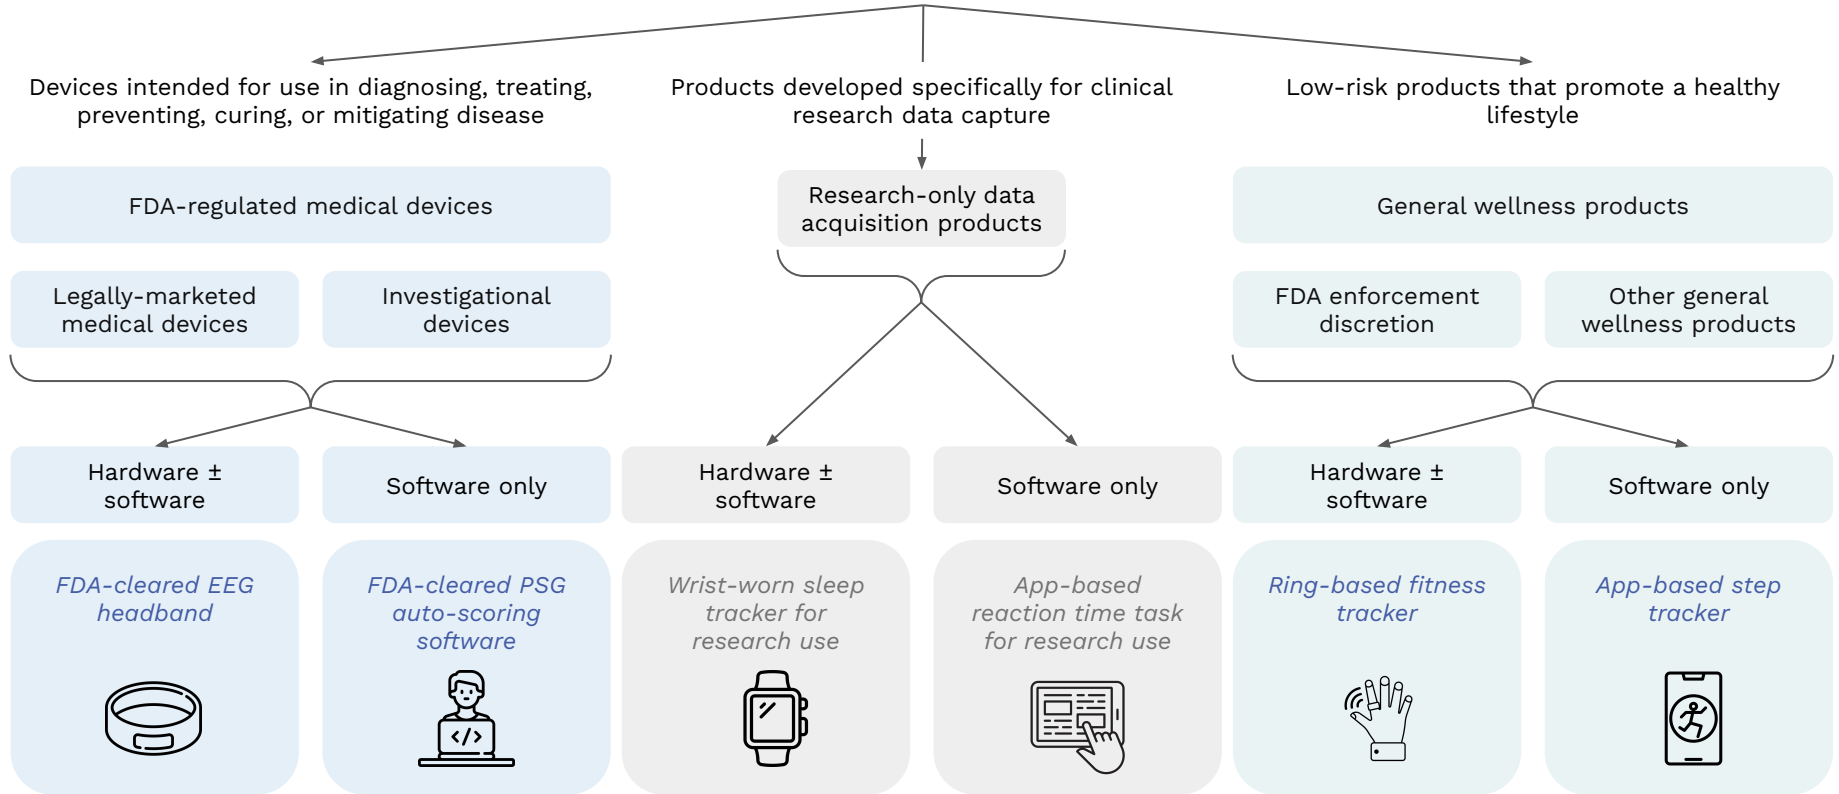 Devices intended for use in diagnosing, treating,
preventing, curing, or mitigating disease
Products developed specifically for clinical
research data capture
Low-risk products that promote a healthy
lifestyle
FDA-regulated medical devices
Research-only data
acquisition products
General wellness products
Legally-marketed
medical devices
Investigational
devices
FDA enforcement
discretion
Other general
wellness products
Hardware ±
software
Software only
Hardware ±
software
Software only
Hardware ±
software
Software only
FDA-cleared EEG
headband
FDA-cleared PSG
auto-scoring
software
Wrist-worn sleep
tracker for
research use
App-based
reaction time task
for research use
Ring-based fitness
tracker
App-based step
tracker